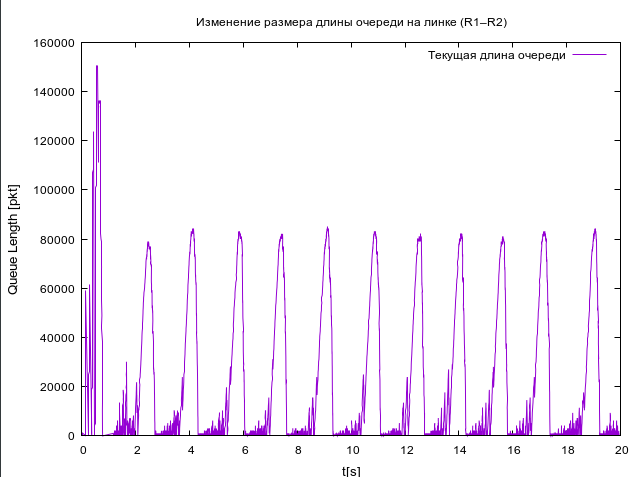 Изменение размера длины очереди на линке (R1–R2)
Текущая длина очереди
Queue Length [pkt]
160000
140000
120000
100000
80000
60000
40000
20000
0
0 2 4 6 8 10 12 14 16 18 20
t[s]